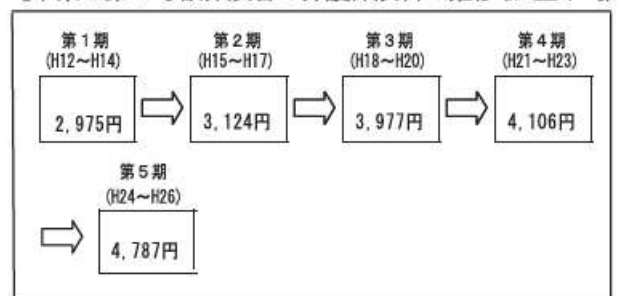 第1期 第2期 第3期 第4期
(H12~H14) (H15~H17) (H18~H20) (H21~H23)
2,975円 3,124円 3,977円 4,106円
第5期
(H24~H26)
4,787円